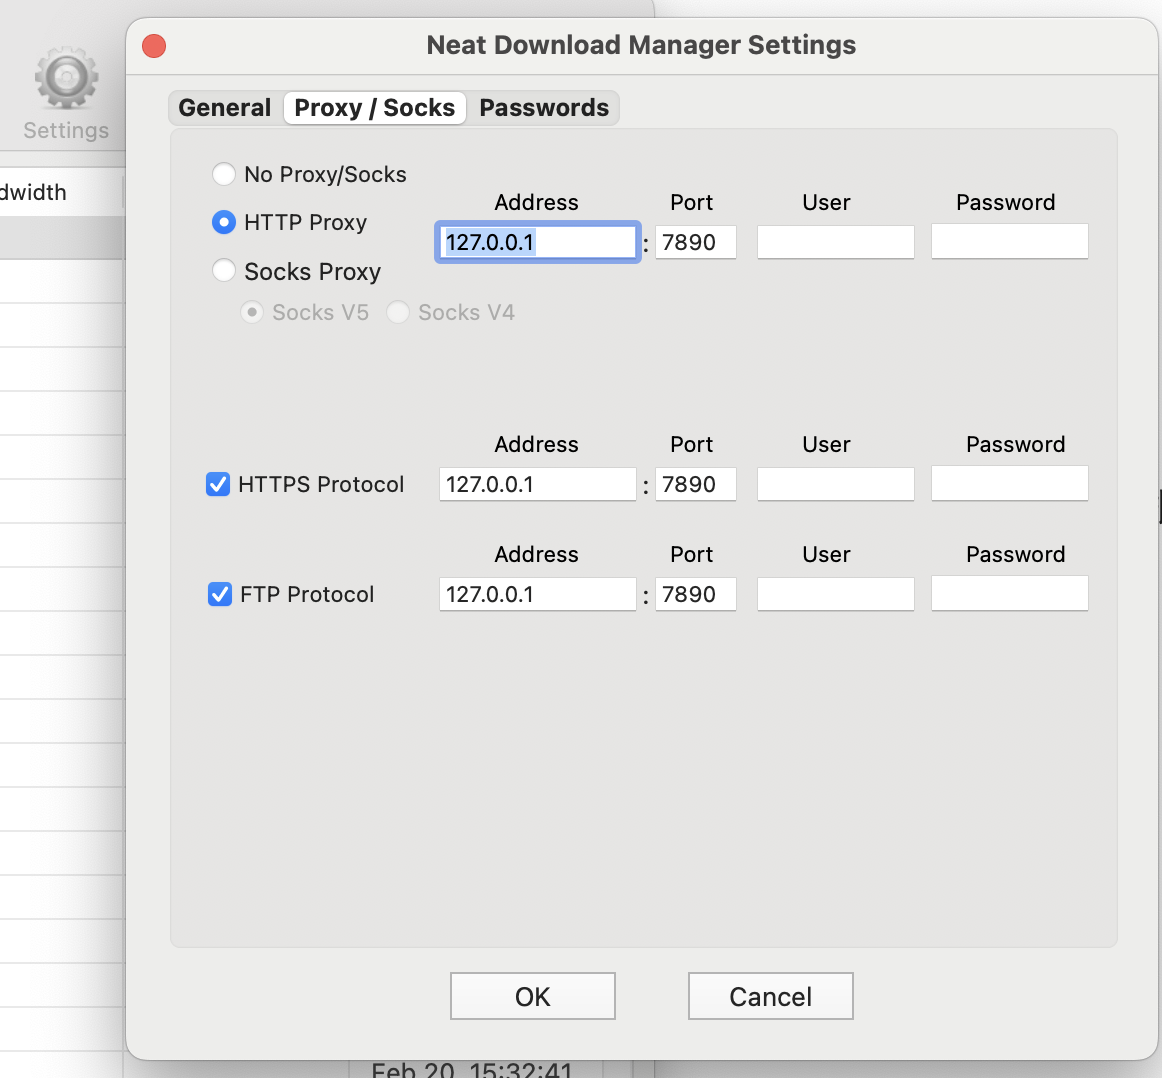 Neat Download Manager Settings
Settings
dwidth
General Proxy / Socks Passwords
No Proxy/Socks
Address Port User Password
HTTP Proxy 127.0.0.1 : 7890
Socks Proxy
Socks V5 Socks V4
Address Port User Password
HTTPS Protocol 127.0.0.1 : 7890
Address Port User Password
FTP Protocol 127.0.0.1 : 7890
OK Cancel
Feb 20, 15:32:41